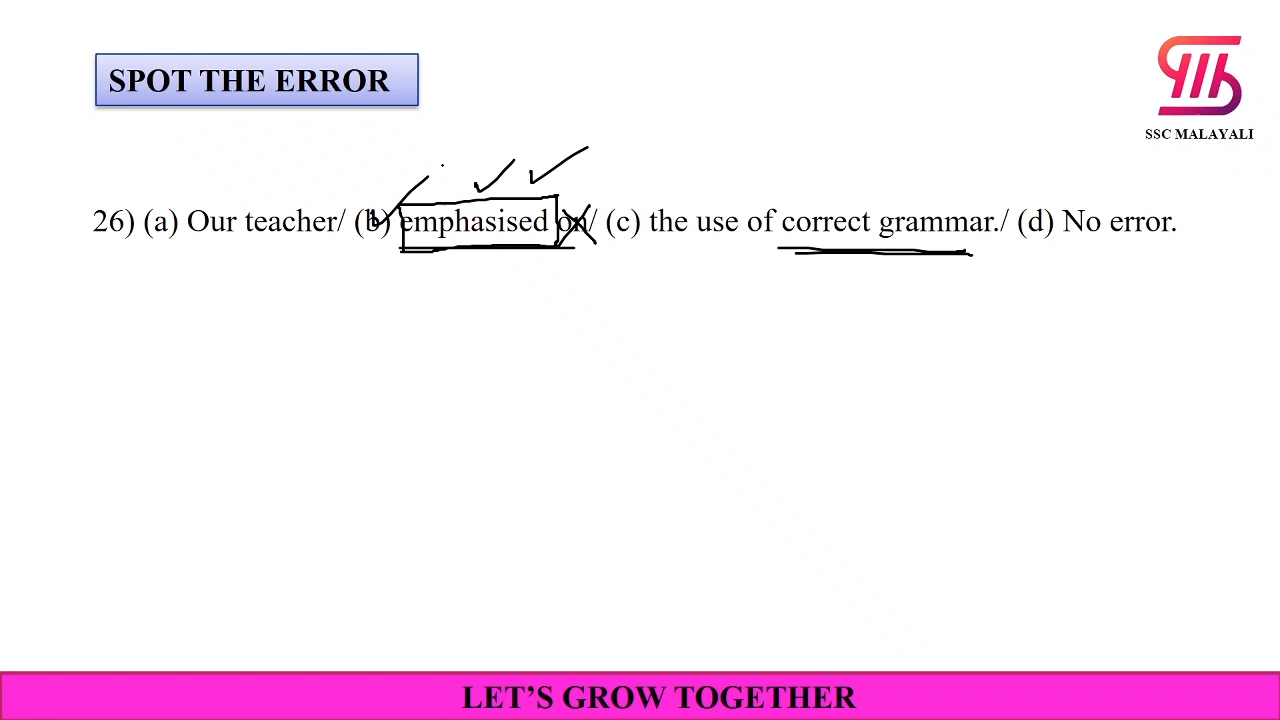 SPOT THE ERROR
SSC MALAYALI
26) (a) Our teacher/ (b) emphasised on/ (c) the use of correct grammar./ (d) No error.
LET’S GROW TOGETHER